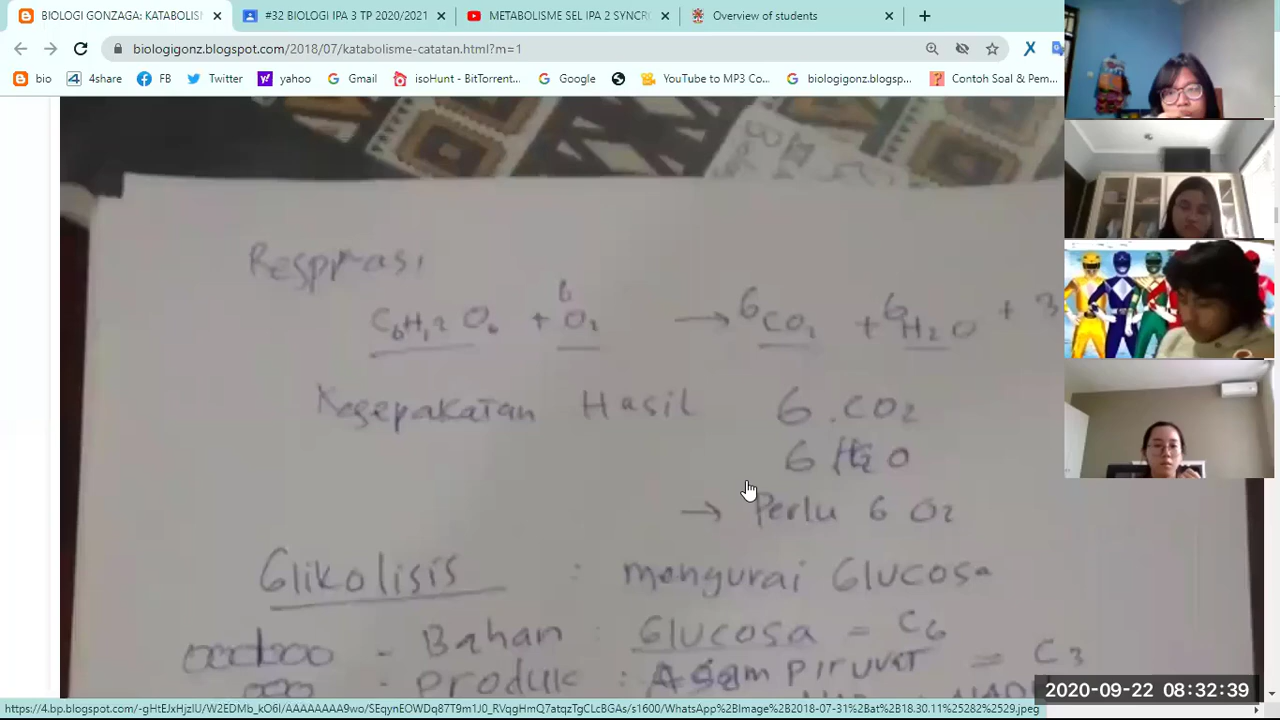 BIOLOGI GONZAGA: KATABOLIS
#32 BIOLOGI IPA 3 TP 2020/2021
METABOLISME SEL IPA 2 SYNCR
Overview of students
biologigonz.blogspot.com/2018/07/katabolisme-catatan.html?m=1
bio
4share
FB
Twitter
yahoo
Gmail
isoHunt - BitTorrent...
Google
YouTube to MP3 Co...
biologigonz.blogsp...
Contoh Soal & Pem...
Respirasi
C6H12O6 + 6O2 → 6CO2 + 6H2O + 3
Kesepakatan Hasil 6.CO2
6 H2O
→ Perlu 6 O2
Glikolisis : mengurai Glucosa
- Bahan : Glucosa = C6
- Produk : Asam piruvat = C3
2020-09-22 08:32:39